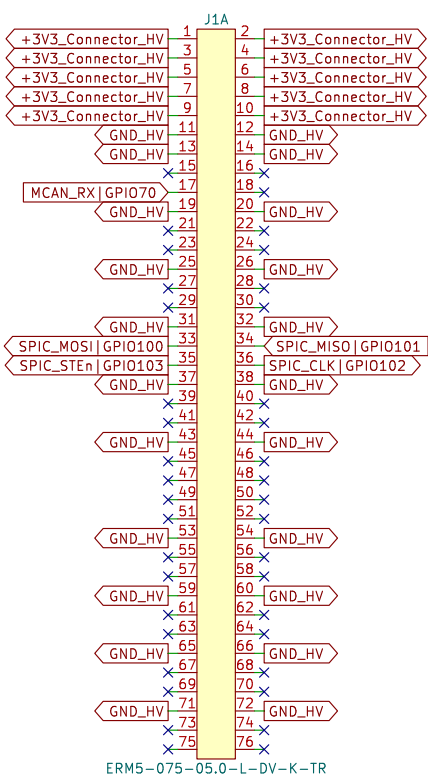 J1A
+3V3_Connector_HV 1 2 +3V3_Connector_HV
+3V3_Connector_HV 3 4 +3V3_Connector_HV
+3V3_Connector_HV 5 6 +3V3_Connector_HV
+3V3_Connector_HV 7 8 +3V3_Connector_HV
+3V3_Connector_HV 9 10 +3V3_Connector_HV
GND_HV 11 12 GND_HV
GND_HV 13 14 GND_HV
15 16
MCAN_RX|GPIO70 17 18
GND_HV 19 20 GND_HV
21 22
23 24
GND_HV 25 26 GND_HV
27 28
29 30
GND_HV 31 32 GND_HV
SPIC_MOSI|GPIO100 33 34 SPIC_MISO|GPIO101
SPIC_STEn|GPIO103 35 36 SPIC_CLK|GPIO102
GND_HV 37 38 GND_HV
39 40
41 42
GND_HV 43 44 GND_HV
45 46
47 48
49 50
51 52
GND_HV 53 54 GND_HV
55 56
57 58
GND_HV 59 60 GND_HV
61 62
63 64
GND_HV 65 66 GND_HV
67 68
69 70
GND_HV 71 72 GND_HV
73 74
75 76
ERM5-075-05.0-L-DV-K-TR